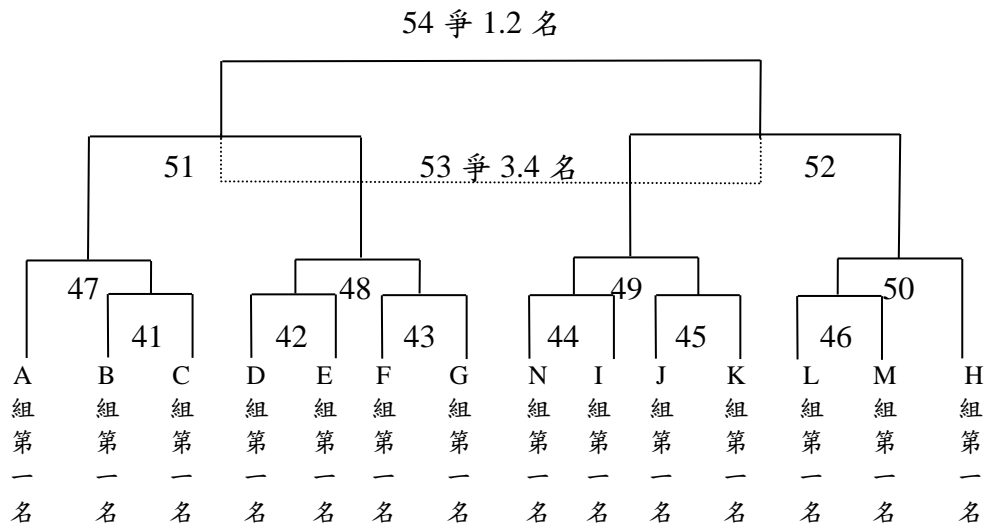 54 爭 1.2 名
51 53 爭 3.4 名 52
47 48 49 50
41 42 43 44 45 46
A B C D E F G N I J K L M H
組 組 組 組 組 組 組 組 組 組 組 組 組 組
第 第 第 第 第 第 第 第 第 第 第 第 第 第
一 一 一 一 一 一 一 一 一 一 一 一 一 一
名 名 名 名 名 名 名 名 名 名 名 名 名 名